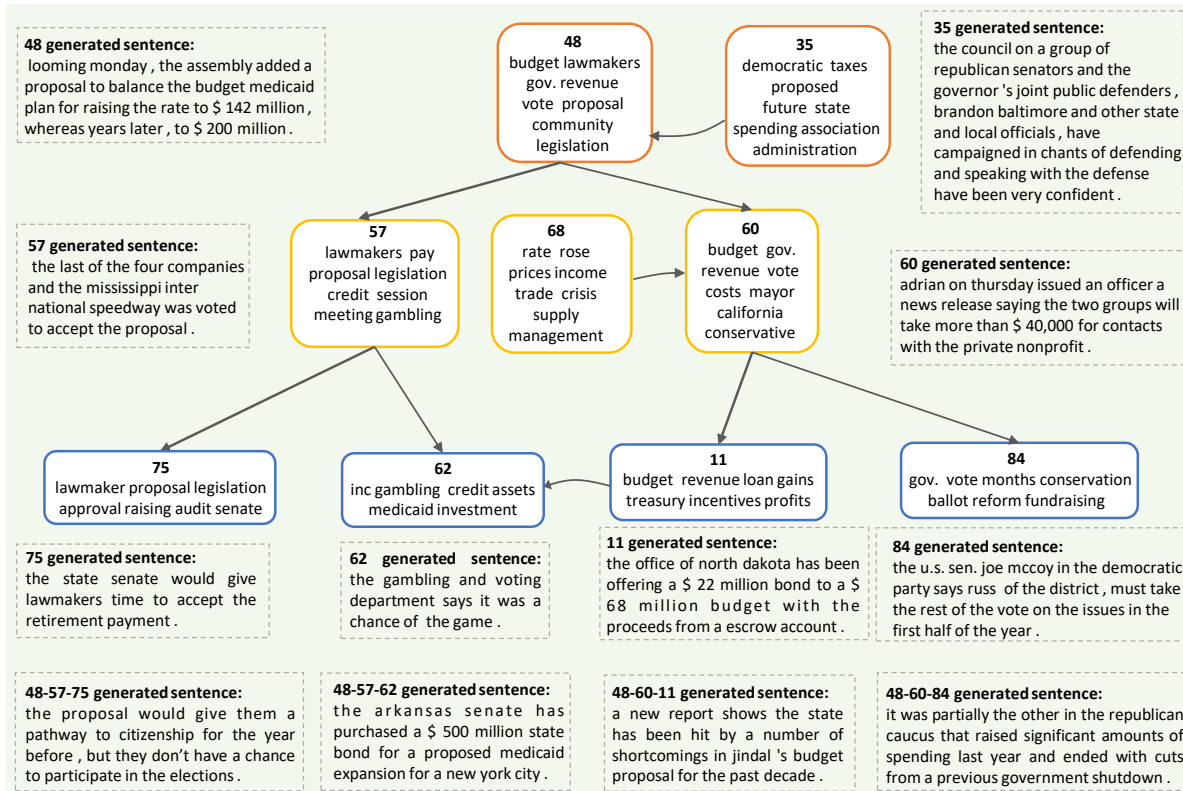 48 generated sentence:
looming monday , the assembly added a
proposal to balance the budget medicaid
plan for raising the rate to $ 142 million ,
whereas years later , to $ 200 million .
48
budget lawmakers
gov. revenue
vote proposal
community
legislation
35
democratic taxes
proposed
future state
spending association
administration
35 generated sentence:
the council on a group of
republican senators and the
governor 's joint public defenders ,
brandon baltimore and other state
and local officials , have
campaigned in chants of defending
and speaking with the defense
have been very confident .
57 generated sentence:
the last of the four companies
and the mississippi inter
national speedway was voted
to accept the proposal .
57
lawmakers pay
proposal legislation
credit session
meeting gambling
68
rate rose
prices income
trade crisis
supply
management
60
budget gov.
revenue vote
costs mayor
california
conservative
60 generated sentence:
adrian on thursday issued an officer a
news release saying the two groups will
take more than $ 40,000 for contacts
with the private nonprofit .
75
lawmaker proposal legislation
approval raising audit senate
62
inc gambling credit assets
medicaid investment
11
budget revenue loan gains
treasury incentives profits
84
gov. vote months conservation
ballot reform fundraising
75 generated sentence:
the state senate would give
lawmakers time to accept the
retirement payment .
62 generated sentence:
the gambling and voting
department says it was a
chance of the game .
11 generated sentence:
the office of north dakota has been
offering a $ 22 million bond to a $
68 million budget with the
proceeds from a escrow account .
84 generated sentence:
the u.s. sen. joe mccoy in the democratic
party says russ of the district , must take
the rest of the vote on the issues in the
first half of the year .
48-57-75 generated sentence:
the proposal would give them a
pathway to citizenship for the year
before , but they don't have a chance
to participate in the elections .
48-57-62 generated sentence:
the arkansas senate has
purchased a $ 500 million state
bond for a proposed medicaid
expansion for a new york city .
48-60-11 generated sentence:
a new report shows the state
has been hit by a number of
shortcomings in jindal 's budget
proposal for the past decade .
48-60-84 generated sentence:
it was partially the other in the republican
caucus that raised significant amounts of
spending last year and ended with cuts
from a previous government shutdown .